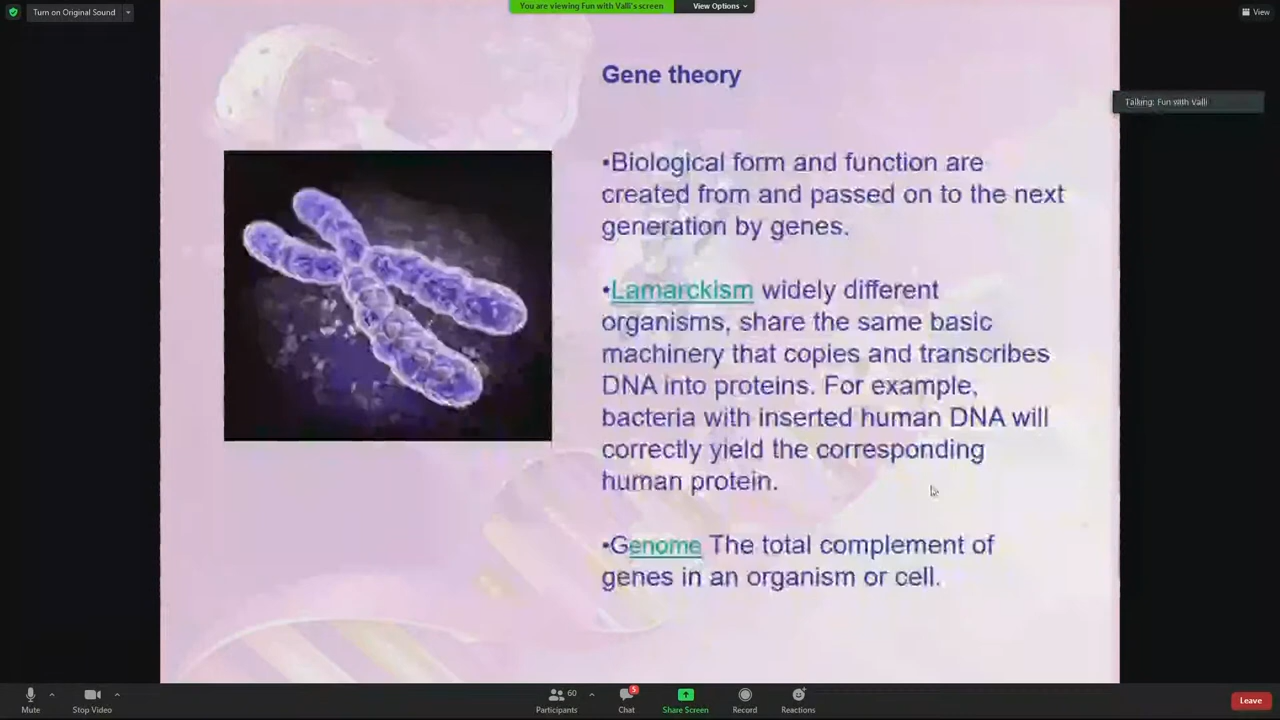 Turn on Original Sound
You are viewing Fun with Valli's screen
View Options
View
Talking: Fun with Valli
Gene theory
•Biological form and function are
created from and passed on to the next
generation by genes.
•Lamarckism widely different
organisms, share the same basic
machinery that copies and transcribes
DNA into proteins. For example,
bacteria with inserted human DNA will
correctly yield the corresponding
human protein.
•Genome The total complement of
genes in an organism or cell.
Mute
Stop Video
60
Participants
5
Chat
Share Screen
Record
Reactions
Leave